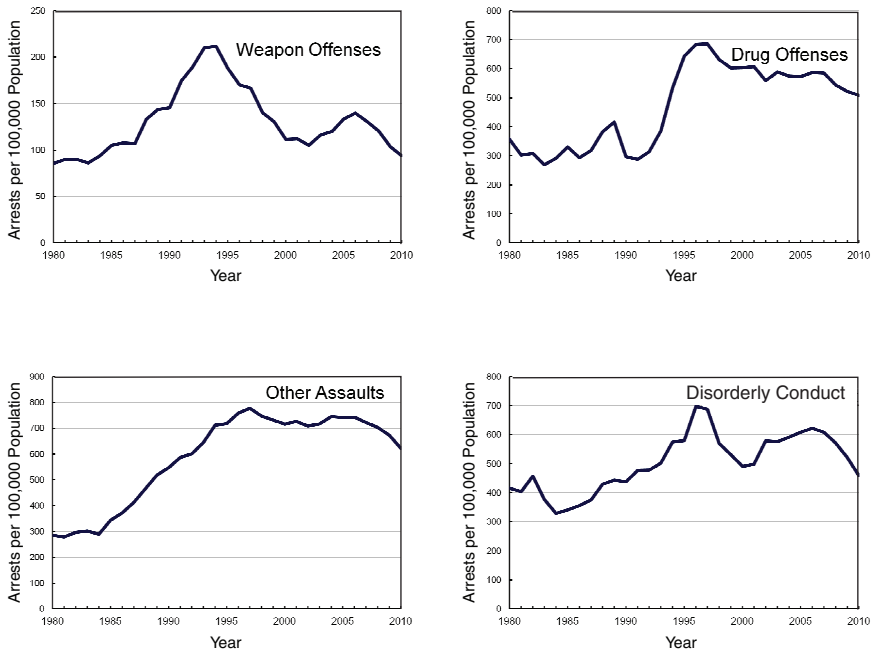 Weapon Offenses
Arrests per 100,000 Population
250
200
150
100
50
0
1980 1985 1990 1995 2000 2005 2010
Year
Drug Offenses
Arrests per 100,000 Population
800
700
600
500
400
300
200
100
0
1980 1985 1990 1995 2000 2005 2010
Year
Other Assaults
Arrests per 100,000 Population
900
800
700
600
500
400
300
200
100
0
1980 1985 1990 1995 2000 2005 2010
Year
Disorderly Conduct
Arrests per 100,000 Population
800
700
600
500
400
300
200
100
0
1980 1985 1990 1995 2000 2005 2010
Year